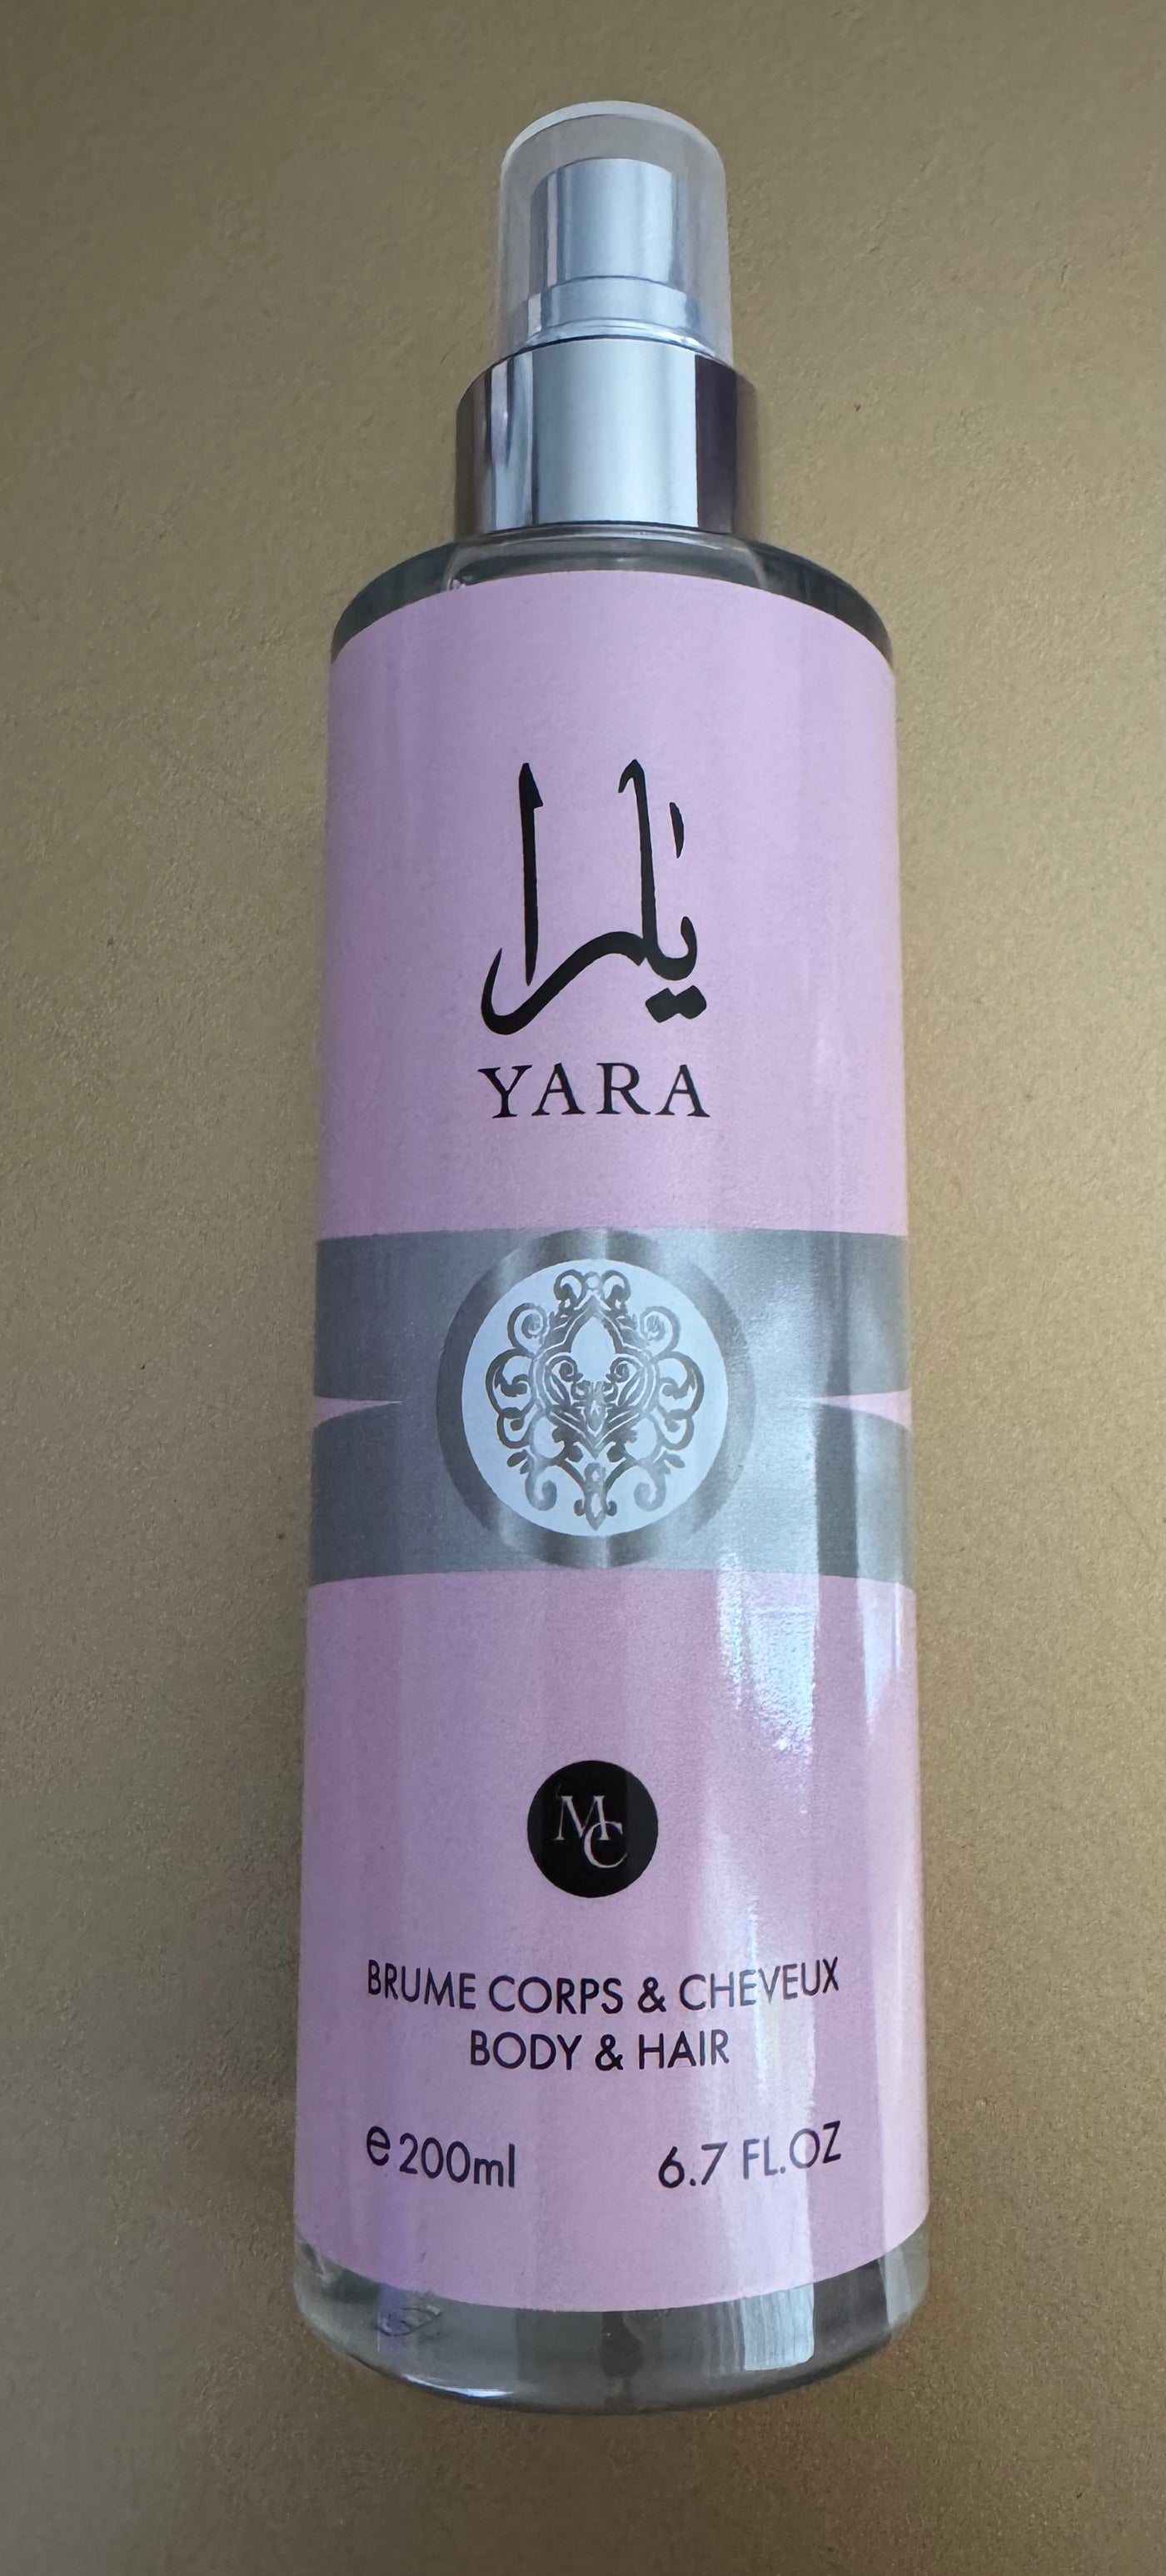 يارا
YARA
MC
BRUME CORPS & CHEVEUX
BODY & HAIR
℮200ml 6.7 FL.OZ